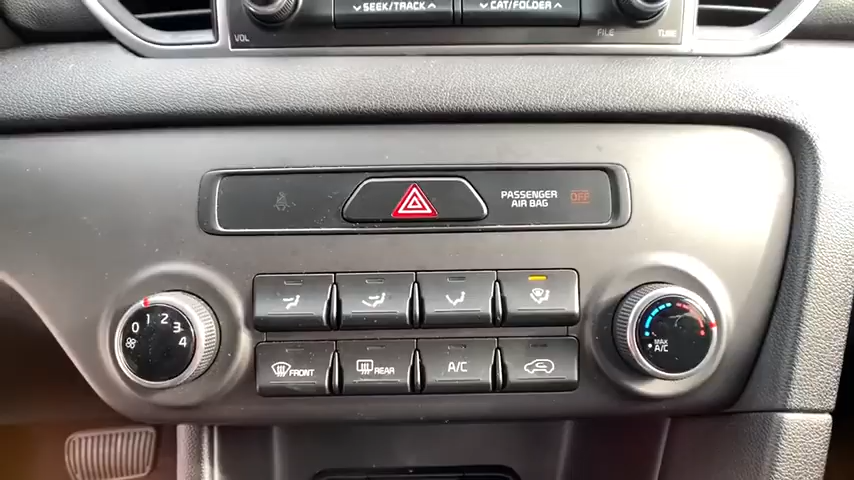 SEEK/TRACK
CAT/FOLDER
VOL
FILE
TUNE
PASSENGER
AIR BAG
OFF
0 1 2 3 4
FRONT
REAR
A/C
MAX
A/C